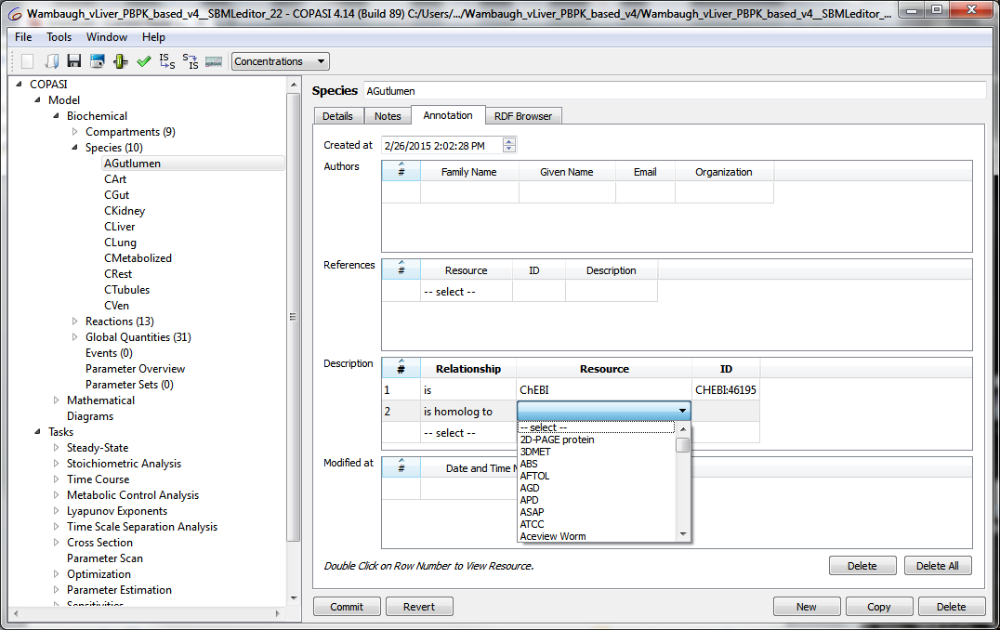 Wambaugh_vLiver_PBPK_based_v4__SBMLeditor_22 - COPASI 4.14 (Build 89) C:/Users/.../Wambaugh_vLiver_PBPK_based_v4/Wambaugh_vLiver_PBPK_based_v4__SBMLeditor_...
File Tools Window Help
IS S S IS MIRIAM Concentrations
COPASI
Model
Biochemical
Compartments (9)
Species (10)
AGutlumen
CArt
CGut
CKidney
CLiver
CLung
CMetabolized
CRest
CTubules
CVen
Reactions (13)
Global Quantities (31)
Events (0)
Parameter Overview
Parameter Sets (0)
Mathematical
Diagrams
Tasks
Steady-State
Stoichiometric Analysis
Time Course
Metabolic Control Analysis
Lyapunov Exponents
Time Scale Separation Analysis
Cross Section
Parameter Scan
Optimization
Parameter Estimation
Sensitivities
Species AGutlumen
Details Notes Annotation RDF Browser
Created at 2/26/2015 2:02:28 PM
Authors # Family Name Given Name Email Organization
References # Resource ID Description
-- select --
Description # Relationship Resource ID
1 is ChEBI CHEBI:46195
2 is homolog to
-- select --
-- select --
2D-PAGE protein
3DMET
ABS
AFTOL
AGD
APD
ASAP
ATCC
Aceview Worm
Modified at # Date and Time M
Double Click on Row Number to View Resource.
Delete Delete All
Commit Revert New Copy Delete